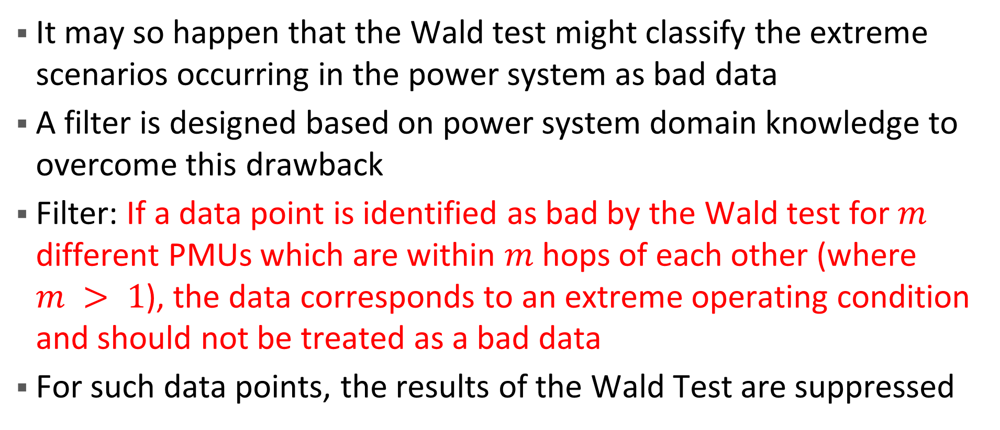 ▪ It may so happen that the Wald test might classify the extreme
scenarios occurring in the power system as bad data
▪ A filter is designed based on power system domain knowledge to
overcome this drawback
▪ Filter: If a data point is identified as bad by the Wald test for m
different PMUs which are within m hops of each other (where
m > 1), the data corresponds to an extreme operating condition
and should not be treated as a bad data
▪ For such data points, the results of the Wald Test are suppressed